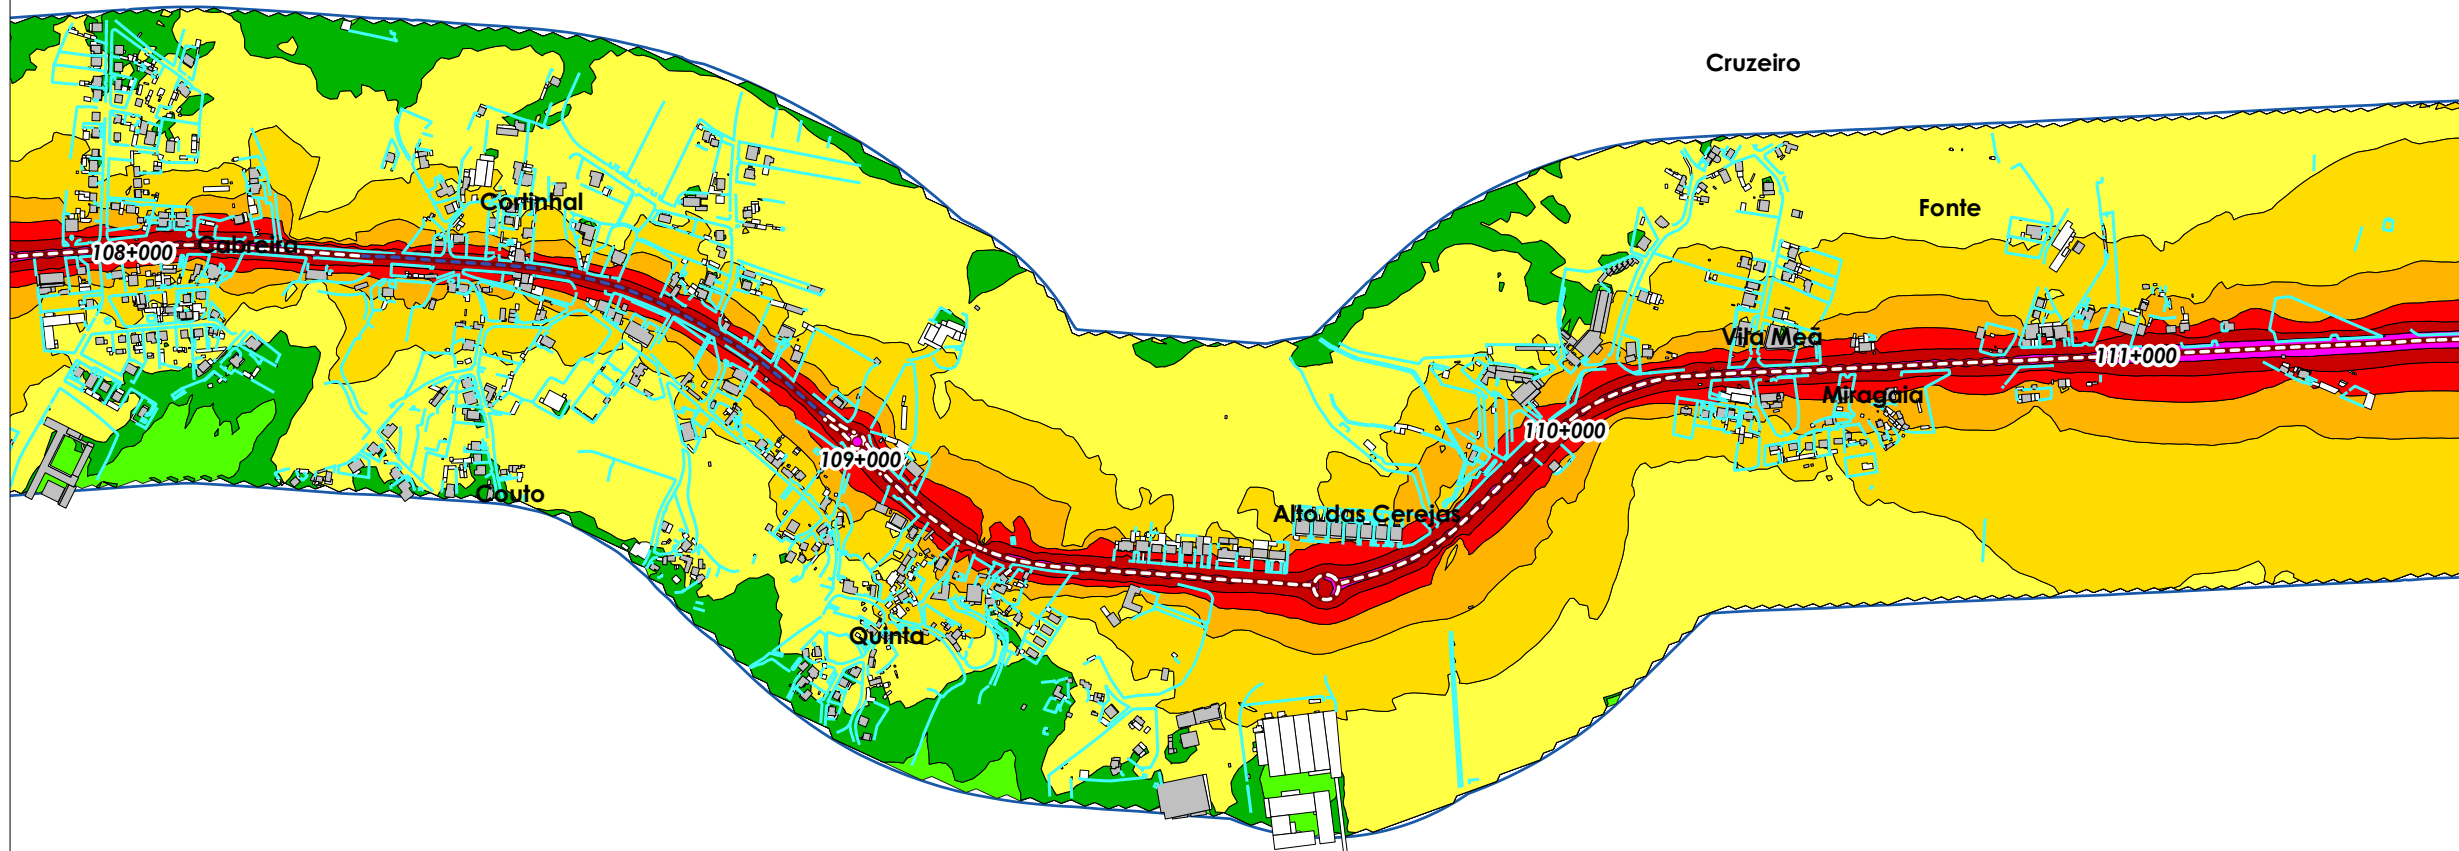 Cruzeiro
Cortinhal
Fonte
Cabreira
108+000
Vila Meã
111+000
Miragaia
110+000
109+000
Couto
Alto das Cerejas
Quinta